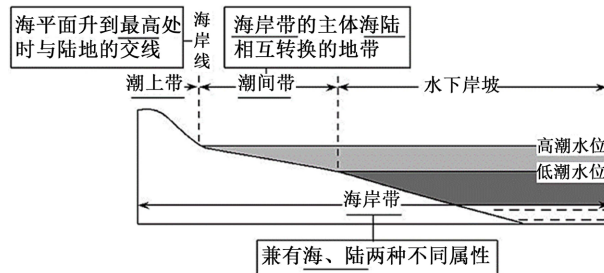 海平面升到最高处
时与陆地的交线
海岸线
海岸带的主体海陆
相互转换的地带
潮上带
潮间带
水下岸坡
高潮水位
低潮水位
海岸带
兼有海、陆两种不同属性